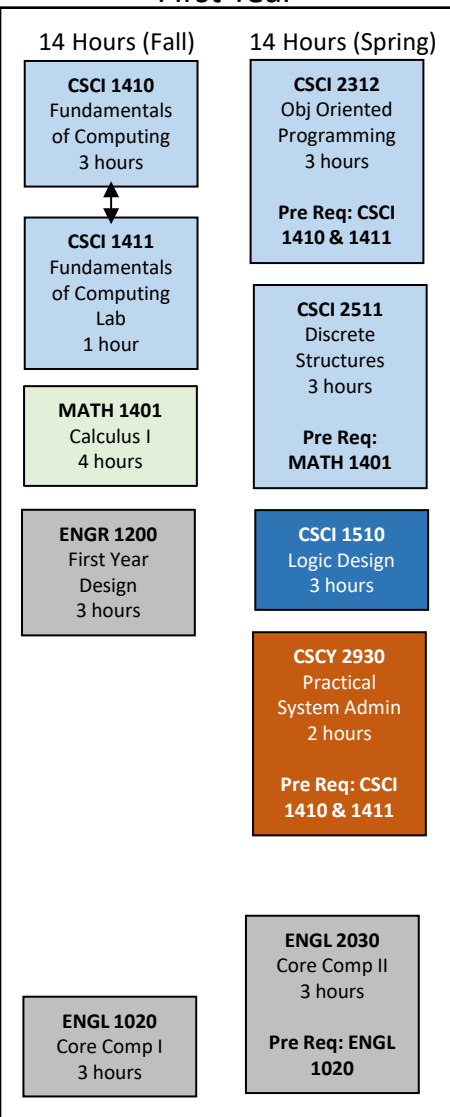 First Year
14 Hours (Fall)
CSCI 1410
Fundamentals
of Computing
3 hours
CSCI 1411
Fundamentals
of Computing
Lab
1 hour
MATH 1401
Calculus I
4 hours
ENGR 1200
First Year
Design
3 hours
ENGL 1020
Core Comp I
3 hours
14 Hours (Spring)
CSCI 2312
Obj Oriented
Programming
3 hours
Pre Req: CSCI
1410 & 1411
CSCI 2511
Discrete
Structures
3 hours
Pre Req:
MATH 1401
CSCI 1510
Logic Design
3 hours
CSCY 2930
Practical
System Admin
2 hours
Pre Req: CSCI
1410 & 1411
ENGL 2030
Core Comp II
3 hours
Pre Req: ENGL
1020